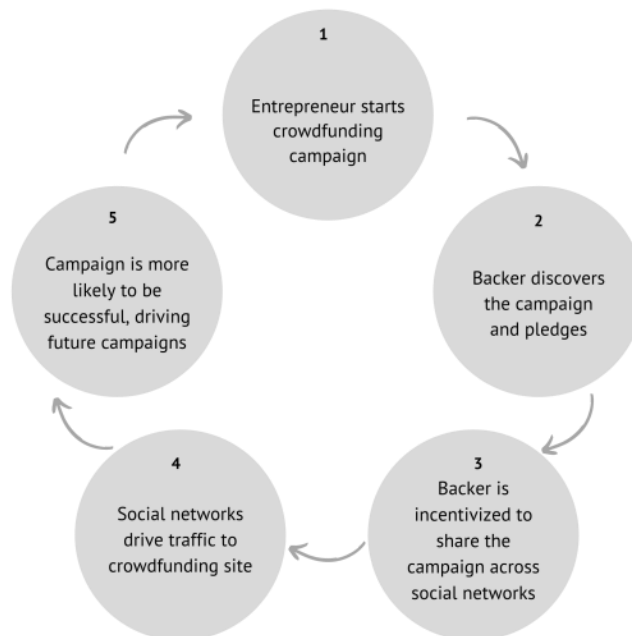 1
Entrepreneur starts
crowdfunding
campaign
2
Backer discovers
the campaign
and pledges
3
Backer is
incentivized to
share the
campaign across
social networks
4
Social networks
drive traffic to
crowdfunding site
5
Campaign is more
likely to be
successful, driving
future campaigns